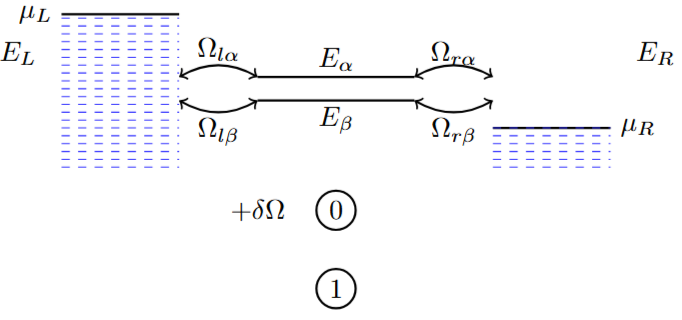 μ_L
E_L
Ω_{lα}
E_α
Ω_{rα}
E_R
Ω_{lβ}
E_β
Ω_{rβ}
μ_R
+δΩ 0
1